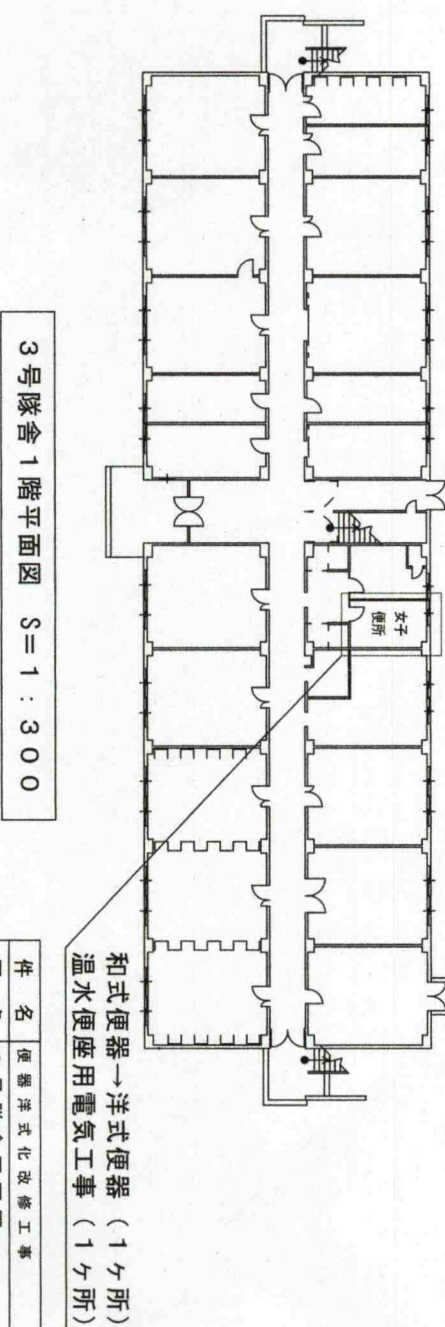 女子
便所
和式便器→洋式便器（１ヶ所）
温水便座用電気工事（１ヶ所）
３号隊舎１階平面図 S＝１：３００
件 名 便器洋式化改修工事